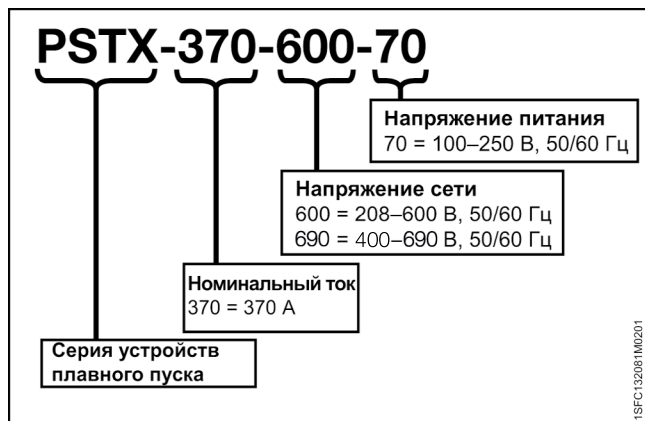 PSTX-370-600-70
Напряжение питания
70 = 100–250 В, 50/60 Гц
Напряжение сети
600 = 208–600 В, 50/60 Гц
690 = 400–690 В, 50/60 Гц
Номинальный ток
370 = 370 А
Серия устройств
плавного пуска
1SFC132081M0201